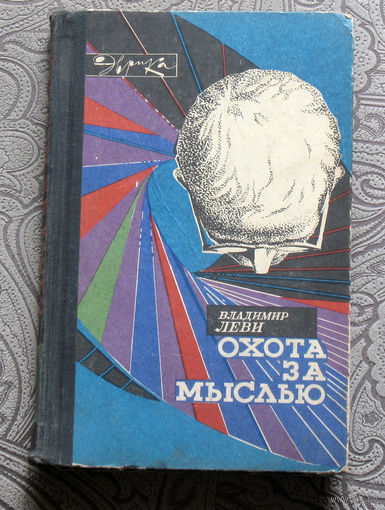 Эврика
ВЛАДИМИР
ЛЕВИ
ОХОТА
ЗА
МЫСЛЬЮ